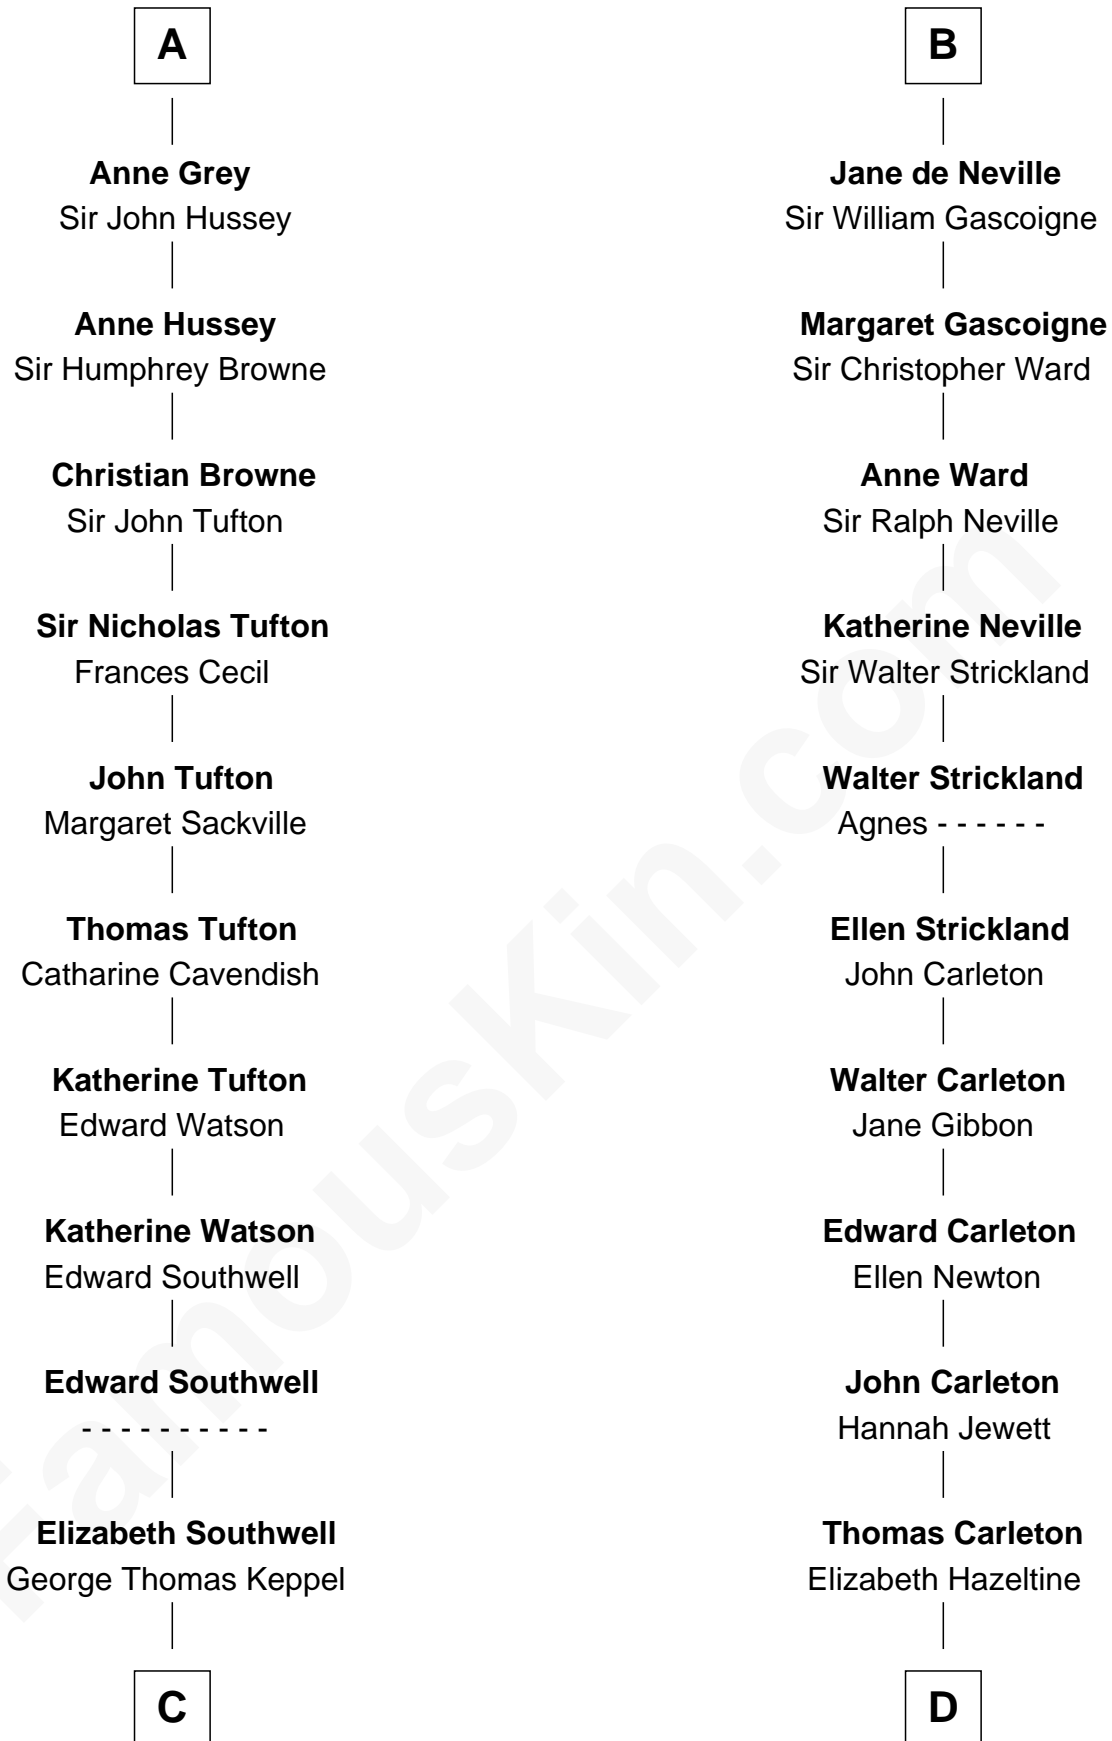 A
Anne Grey
Sir John Hussey
Anne Hussey
Sir Humphrey Browne
Christian Browne
Sir John Tufton
Sir Nicholas Tufton
Frances Cecil
John Tufton
Margaret Sackville
Thomas Tufton
Catharine Cavendish
Katherine Tufton
Edward Watson
Katherine Watson
Edward Southwell
Edward Southwell
- - - - - - - - - -
Elizabeth Southwell
George Thomas Keppel
C
B
Jane de Neville
Sir William Gascoigne
Margaret Gascoigne
Sir Christopher Ward
Anne Ward
Sir Ralph Neville
Katherine Neville
Sir Walter Strickland
Walter Strickland
Agnes - - - - - -
Ellen Strickland
John Carleton
Walter Carleton
Jane Gibbon
Edward Carleton
Ellen Newton
John Carleton
Hannah Jewett
Thomas Carleton
Elizabeth Hazeltine
D
FamousKin.com